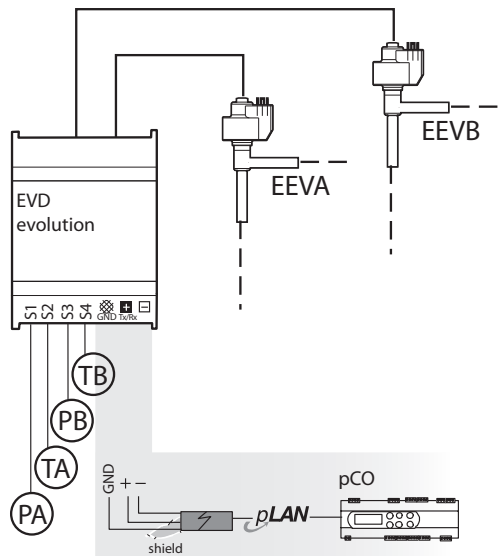 EEVB
EEVA
EVD
evolution
S1 S2 S3 S4 GND Tx/Rx
TB
PB
TA
PA
GND + –
shield
pLAN
pCO